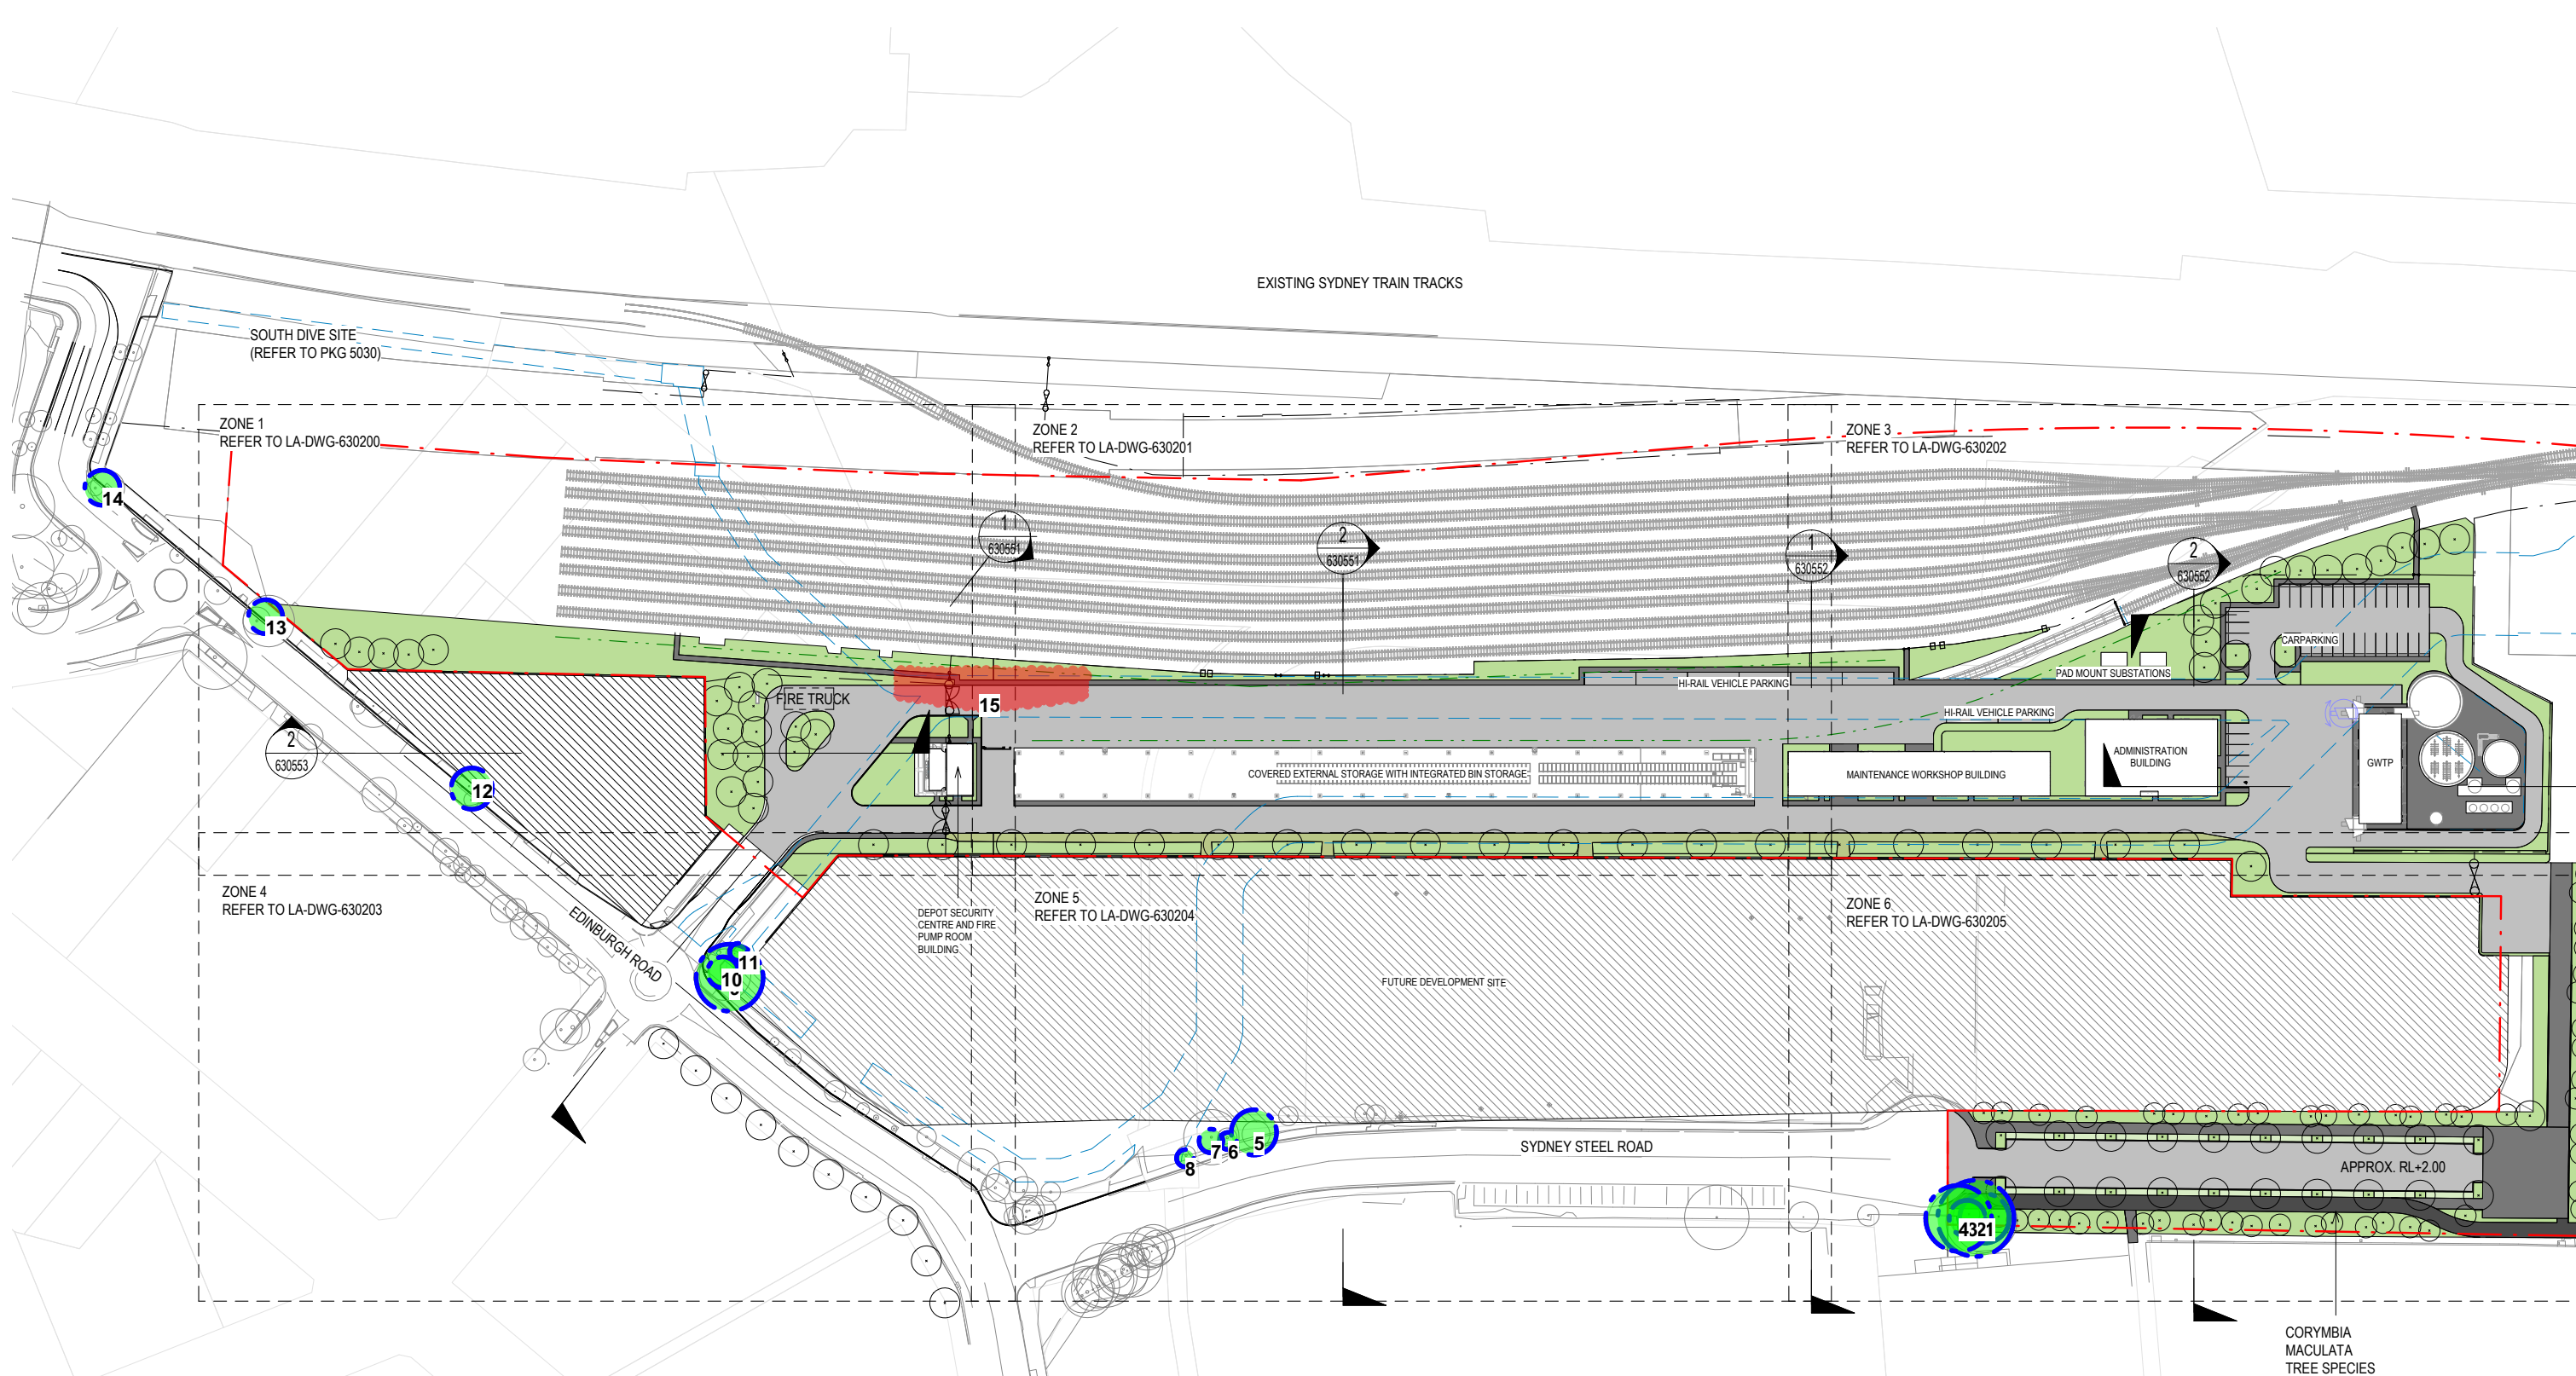 EXISTING SYDNEY TRAIN TRACKS
SOUTH DIVE SITE
(REFER TO PKG 5030)
ZONE 1
REFER TO LA-DWG-630200
ZONE 2
REFER TO LA-DWG-630201
ZONE 3
REFER TO LA-DWG-630202
14
1
630551
2
630551
1
630552
2
630552
13
CARPARKING
PAD MOUNT SUBSTATIONS
HI-RAIL VEHICLE PARKING
FIRE TRUCK
15
HI-RAIL VEHICLE PARKING
2
630553
12
COVERED EXTERNAL STORAGE WITH INTEGRATED BIN STORAGE
MAINTENANCE WORKSHOP BUILDING
ADMINISTRATION
BUILDING
GWTP
ZONE 4
REFER TO LA-DWG-630203
EDINBURGH ROAD
DEPOT SECURITY
CENTRE AND FIRE
PUMP ROOM
BUILDING
ZONE 5
REFER TO LA-DWG-630204
ZONE 6
REFER TO LA-DWG-630205
11
10
9
FUTURE DEVELOPMENT SITE
5
6
7
8
SYDNEY STEEL ROAD
APPROX. RL+2.00
4321
CORYMBIA
MACULATA
TREE SPECIES